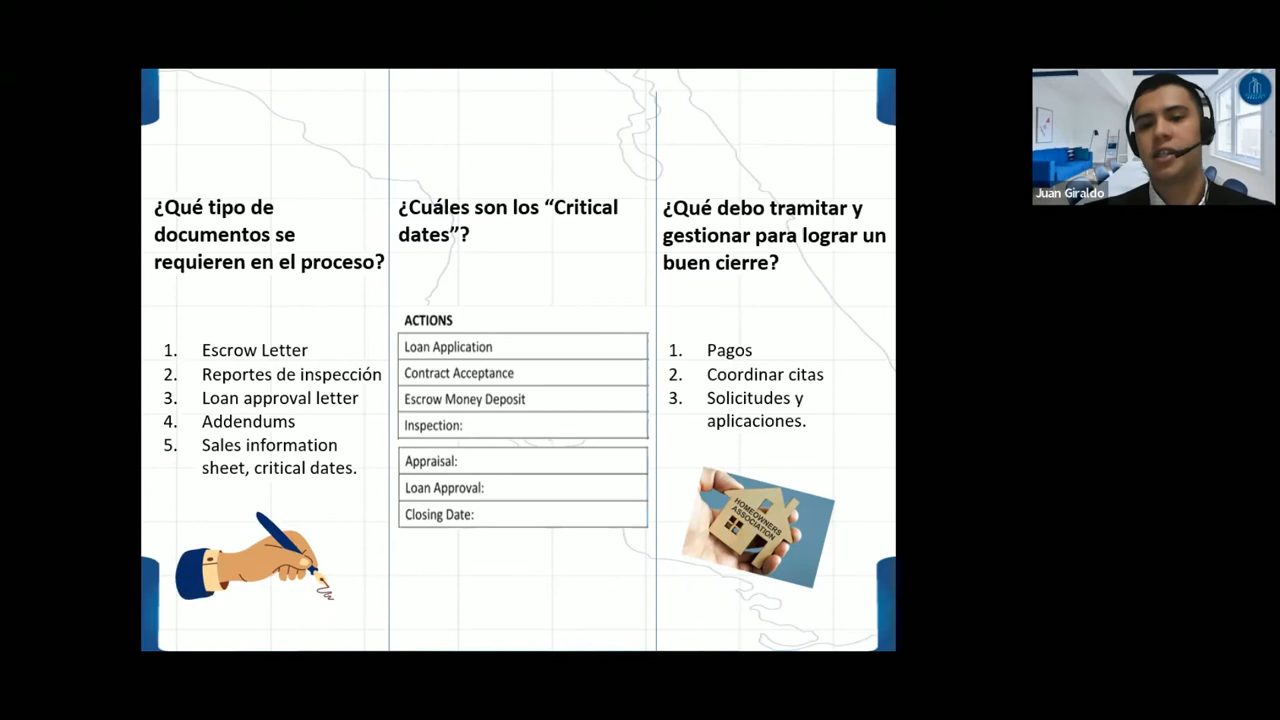 ¿Qué tipo de
documentos se
requieren en el proceso?
1. Escrow Letter
2. Reportes de inspección
3. Loan approval letter
4. Addendums
5. Sales information
sheet, critical dates.
¿Cuáles son los “Critical
dates”?
ACTIONS
Loan Application
Contract Acceptance
Escrow Money Deposit
Inspection:
Appraisal:
Loan Approval:
Closing Date:
¿Qué debo tramitar y
gestionar para lograr un
buen cierre?
1. Pagos
2. Coordinar citas
3. Solicitudes y
aplicaciones.
HOMEOWNERS
ASSOCIATION
Juan Giraldo